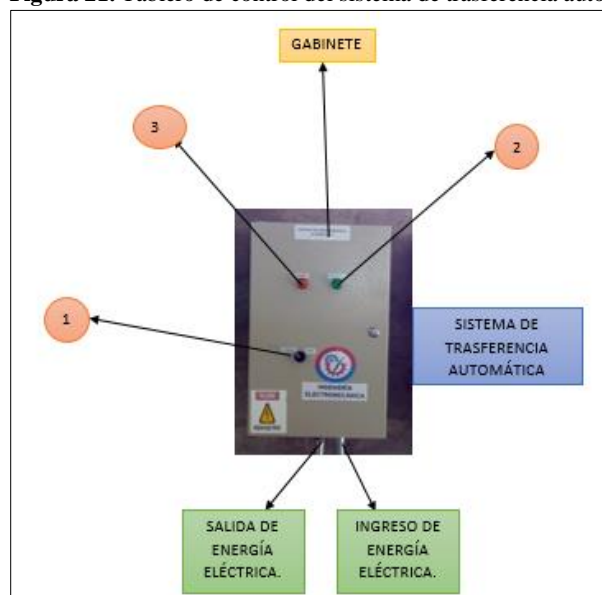 Figura 21. Tablero de control del sistema de trasferencia auto
GABINETE
3
2
1
SISTEMA DE
TRASFERENCIA
AUTOMÁTICA
INGENIERÍA
ELECTROMECÁNICA
SALIDA DE
ENERGÍA
ELÉCTRICA.
INGRESO DE
ENERGÍA
ELÉCTRICA.